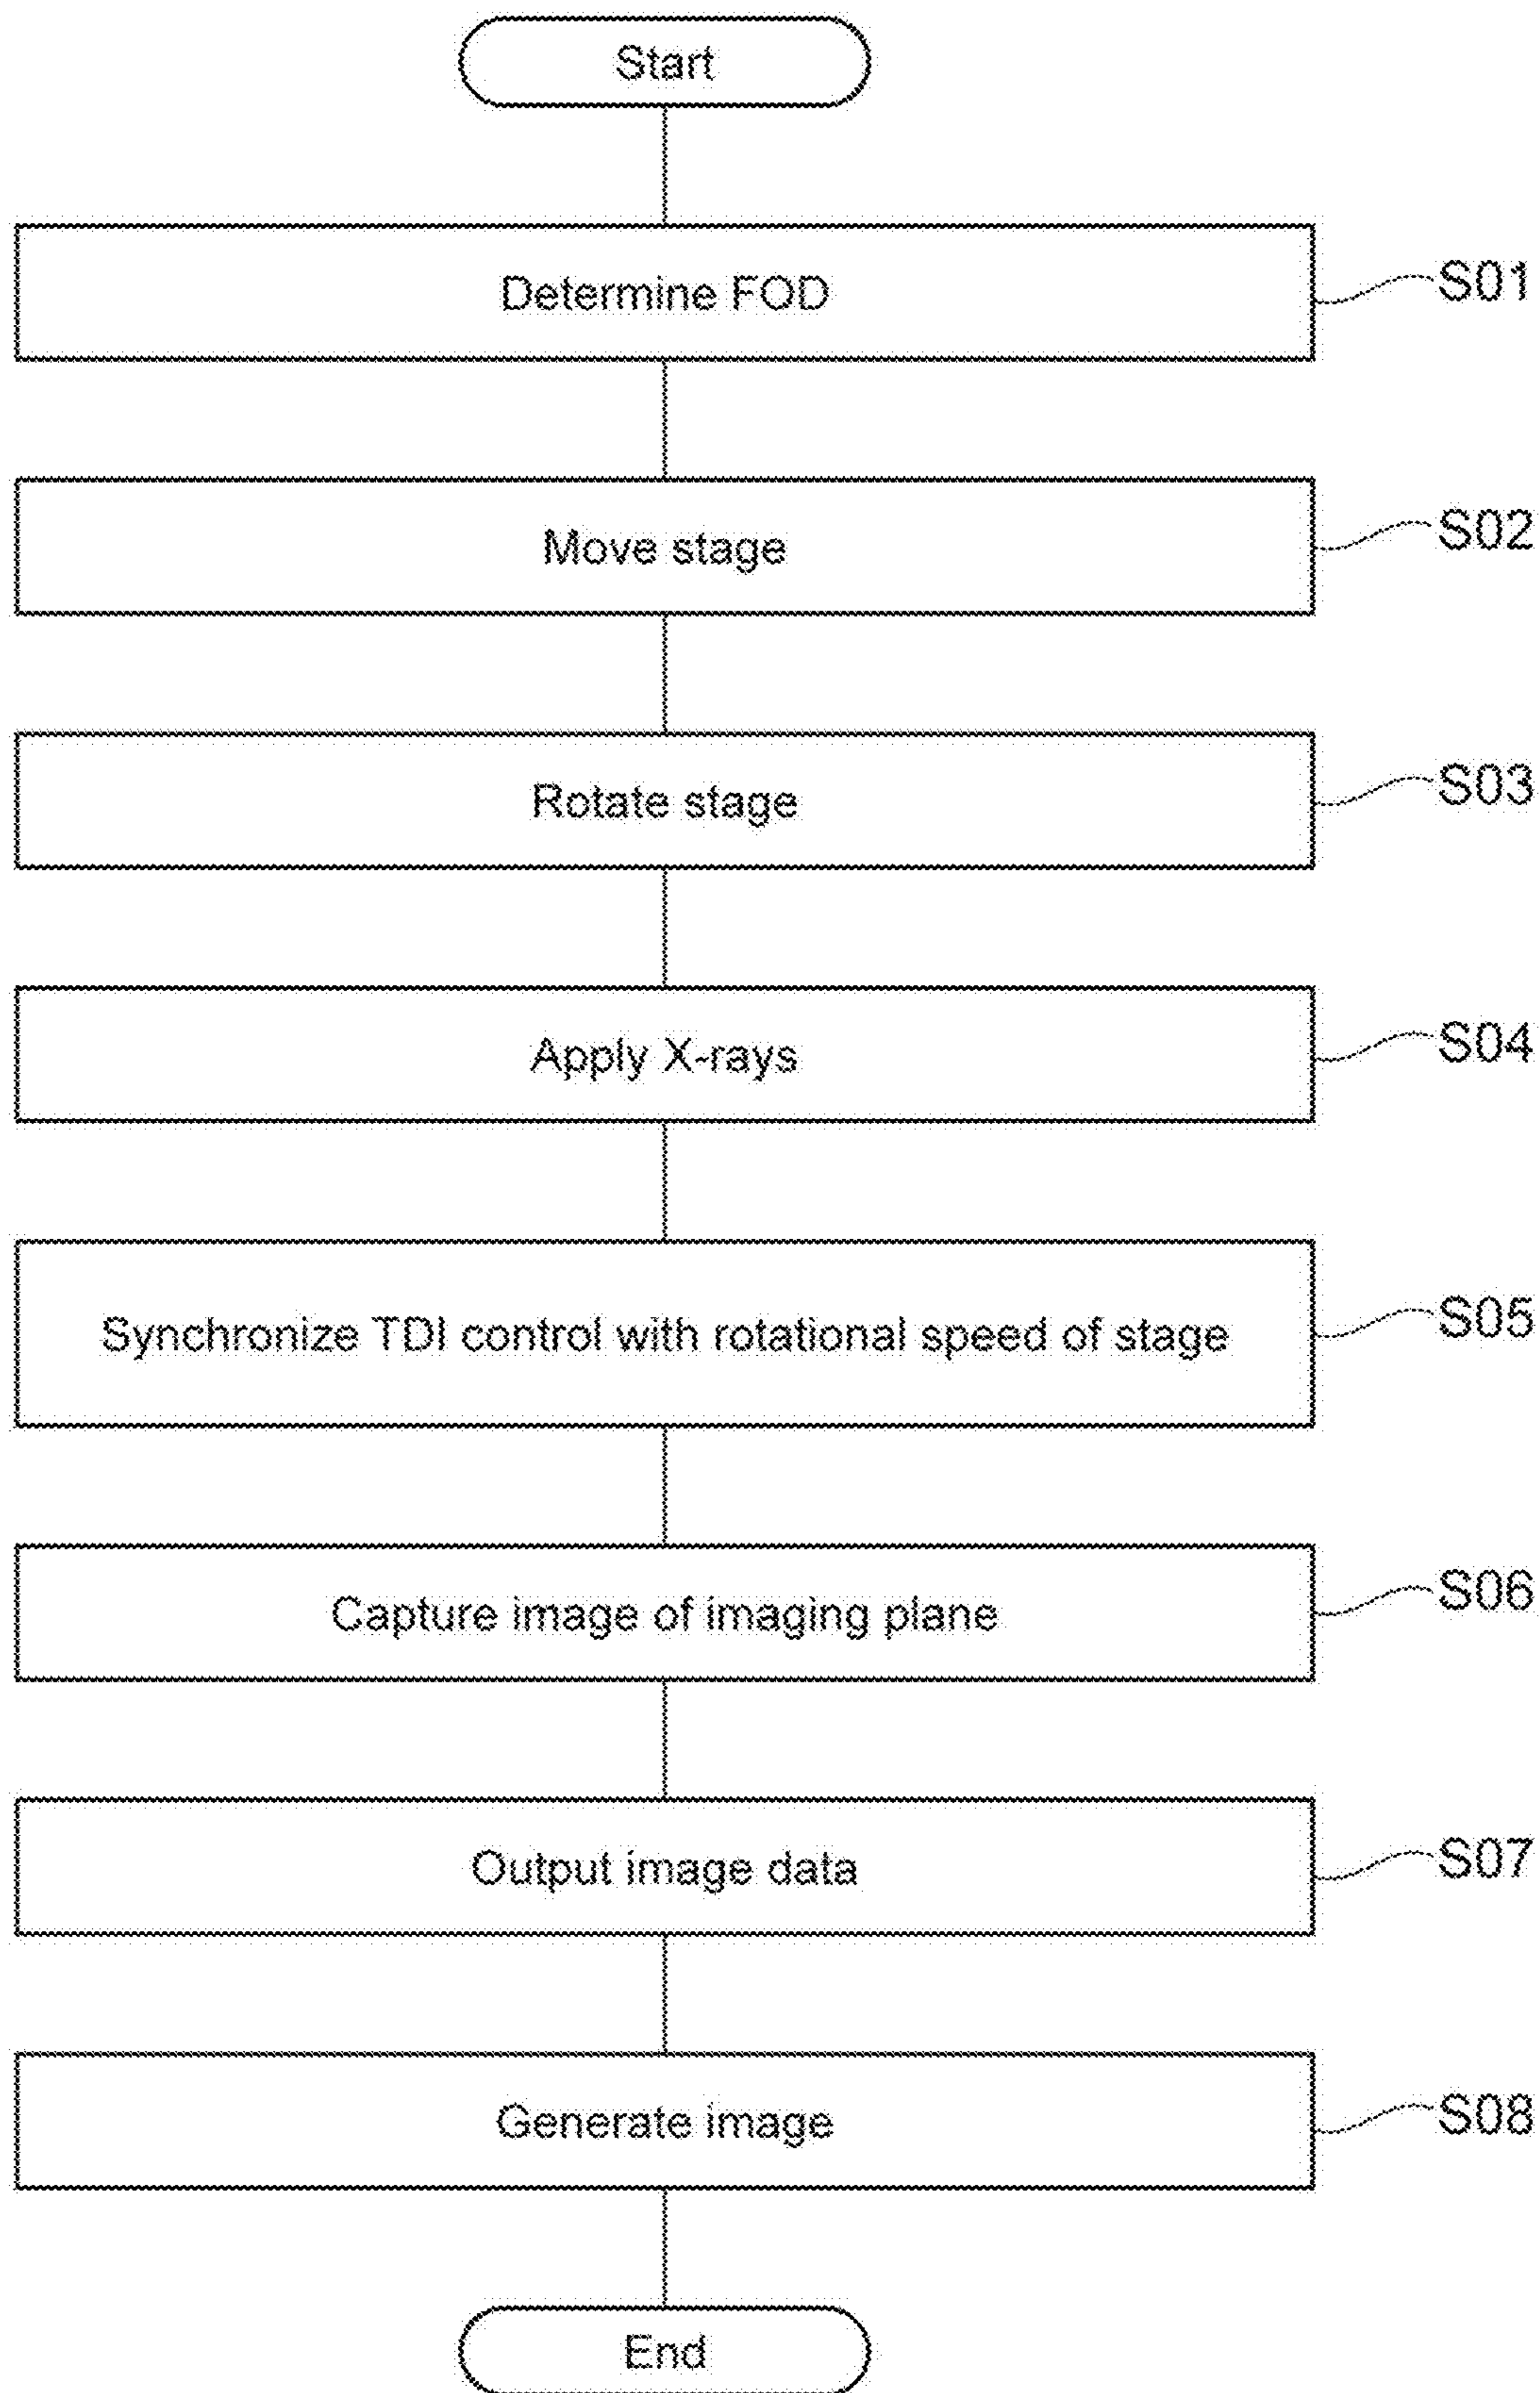 Start
Determine FOD
S01
Move stage
S02
Rotate stage
S03
Apply X-rays
S04
Synchronize TDI control with rotational speed of stage
S05
Capture image of imaging plane
S06
Output image data
S07
Generate image
S08
End